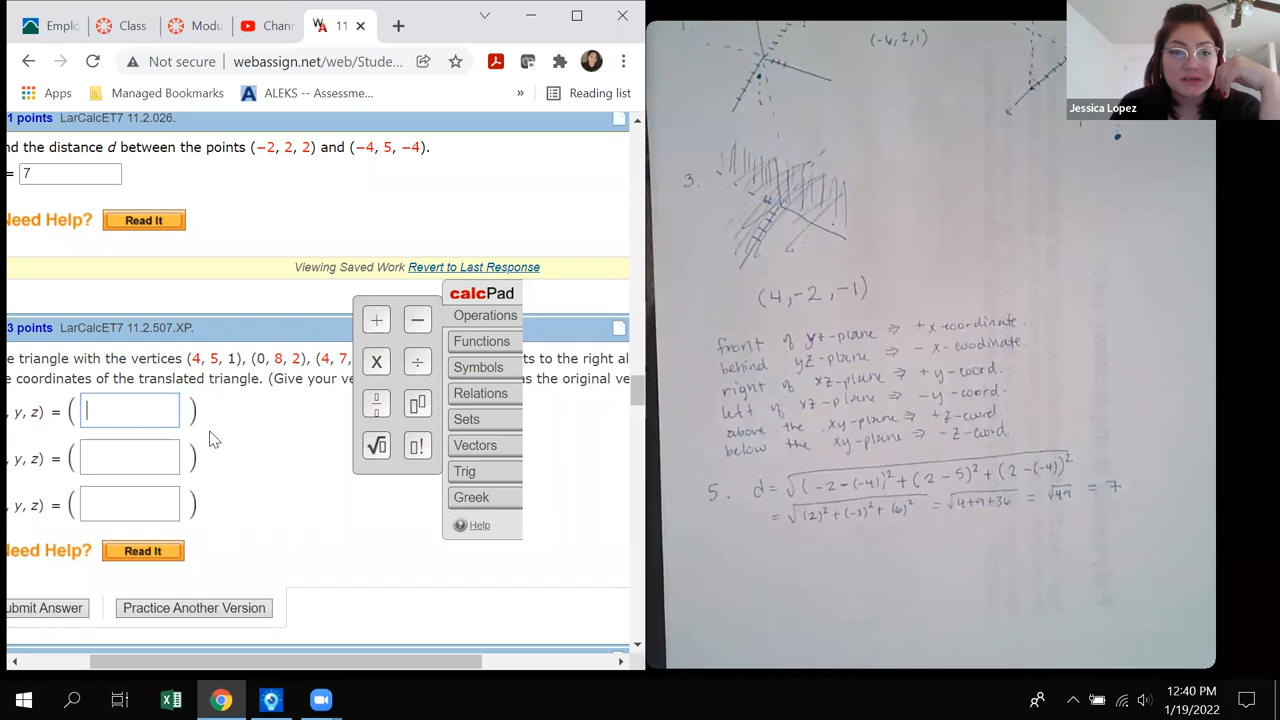 Emplo
Class
Modu
Chann
11
Not secure
webassign.net/web/Stude...
Apps
Managed Bookmarks
ALEKS -- Assessme...
»
Reading list
1 points LarCalcET7 11.2.026.
nd the distance d between the points (−2, 2, 2) and (−4, 5, −4).
= 7
Need Help? Read It
Viewing Saved Work Revert to Last Response
3 points LarCalcET7 11.2.507.XP.
e triangle with the vertices (4, 5, 1), (0, 8, 2), (4, 7,
ts to the right al
e coordinates of the translated triangle. (Give your ve
as the original ve
, y, z) = ( )
, y, z) = ( )
, y, z) = ( )
Need Help? Read It
ubmit Answer
Practice Another Version
calcPad
Operations
Functions
Symbols
Relations
Sets
Vectors
Trig
Greek
Help
(-4,2,1)
Jessica Lopez
3.
(4,-2,-1)
front of yz-plane ⇒ +x-coordinate
behind yz-plane ⇒ - x-coordinate.
right of xz-plane ⇒ +y-coord.
left of xz-plane ⇒ -y-coord.
above the xy-plane ⇒ +z-coord.
below the xy-plane ⇒ -z-coord.
5. d = √(-2-(-4))² + (2-5)² + (2-(-4))²
= √(2)² + (-3)² + (6)² = √4+9+36 = √49 = 7
12:40 PM
1/19/2022